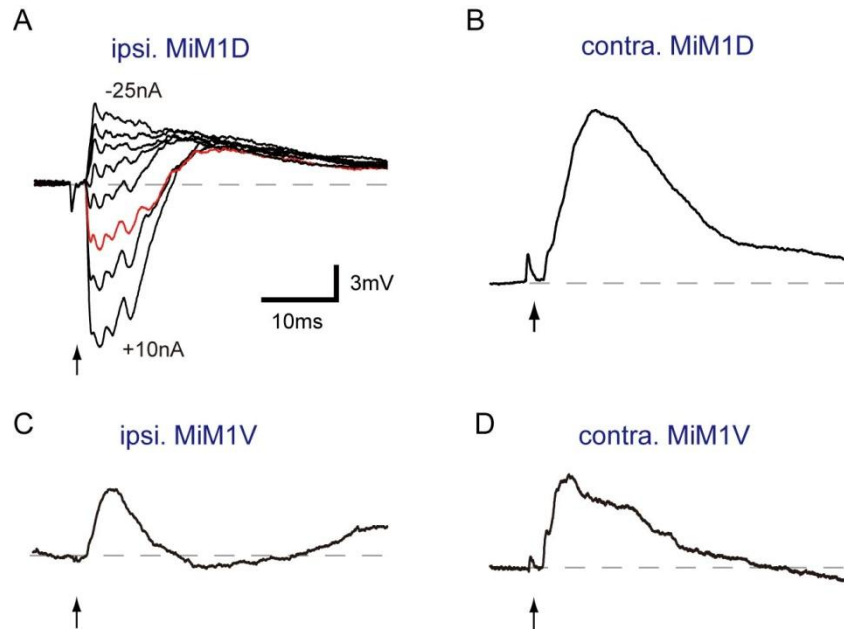 A
ipsi. MiM1D
-25nA
+10nA
3mV
10ms
B
contra. MiM1D
C
ipsi. MiM1V
D
contra. MiM1V